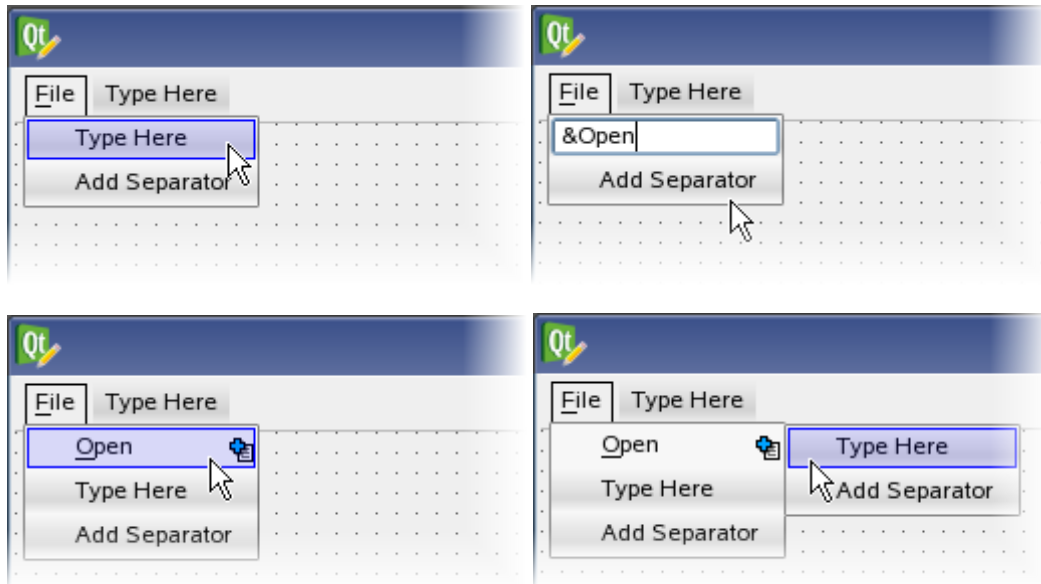 Qt
File Type Here
Type Here
Add Separator
Qt
File Type Here
&Open
Add Separator
Qt
File Type Here
Open
Type Here
Add Separator
Qt
File Type Here
Open
Type Here
Add Separator
Type Here
Add Separator